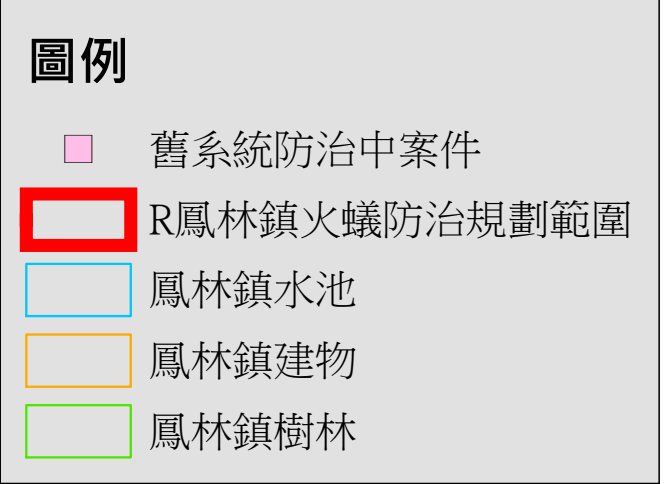 圖例
舊系統防治中案件
R鳳林鎮火蟻防治規劃範圍
鳳林鎮水池
鳳林鎮建物
鳳林鎮樹林